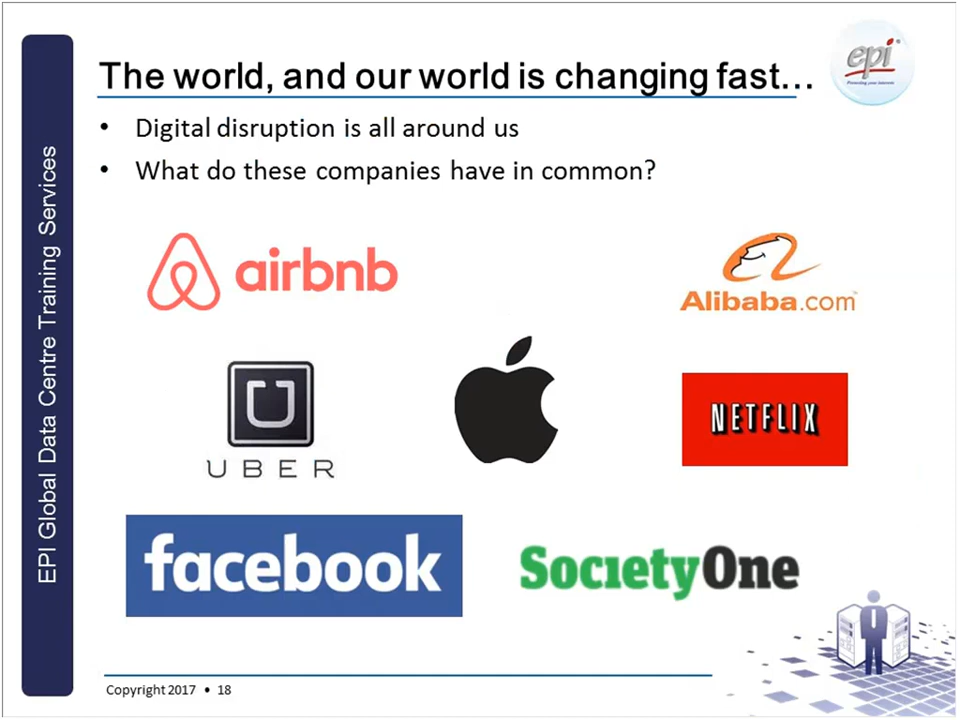 The world, and our world is changing fast...
epi
• Digital disruption is all around us
• What do these companies have in common?
EPI Global Data Centre Training Services
airbnb
Alibaba.com
UBER
NETFLIX
facebook
SocietyOne
Copyright 2017 • 18